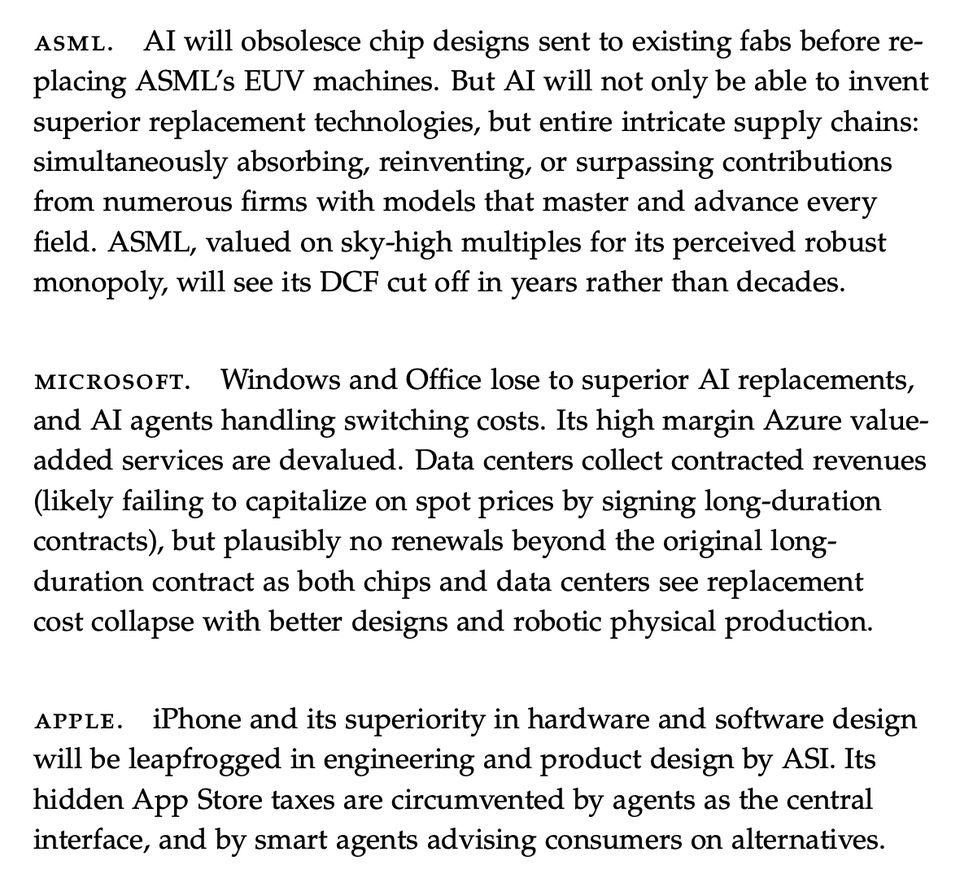 ASML. AI will obsolesce chip designs sent to existing fabs before re-
placing ASML's EUV machines. But AI will not only be able to invent
superior replacement technologies, but entire intricate supply chains:
simultaneously absorbing, reinventing, or surpassing contributions
from numerous firms with models that master and advance every
field. ASML, valued on sky-high multiples for its perceived robust
monopoly, will see its DCF cut off in years rather than decades.
MICROSOFT. Windows and Office lose to superior AI replacements,
and AI agents handling switching costs. Its high margin Azure value-
added services are devalued. Data centers collect contracted revenues
(likely failing to capitalize on spot prices by signing long-duration
contracts), but plausibly no renewals beyond the original long-
duration contract as both chips and data centers see replacement
cost collapse with better designs and robotic physical production.
APPLE. iPhone and its superiority in hardware and software design
will be leapfrogged in engineering and product design by ASI. Its
hidden App Store taxes are circumvented by agents as the central
interface, and by smart agents advising consumers on alternatives.